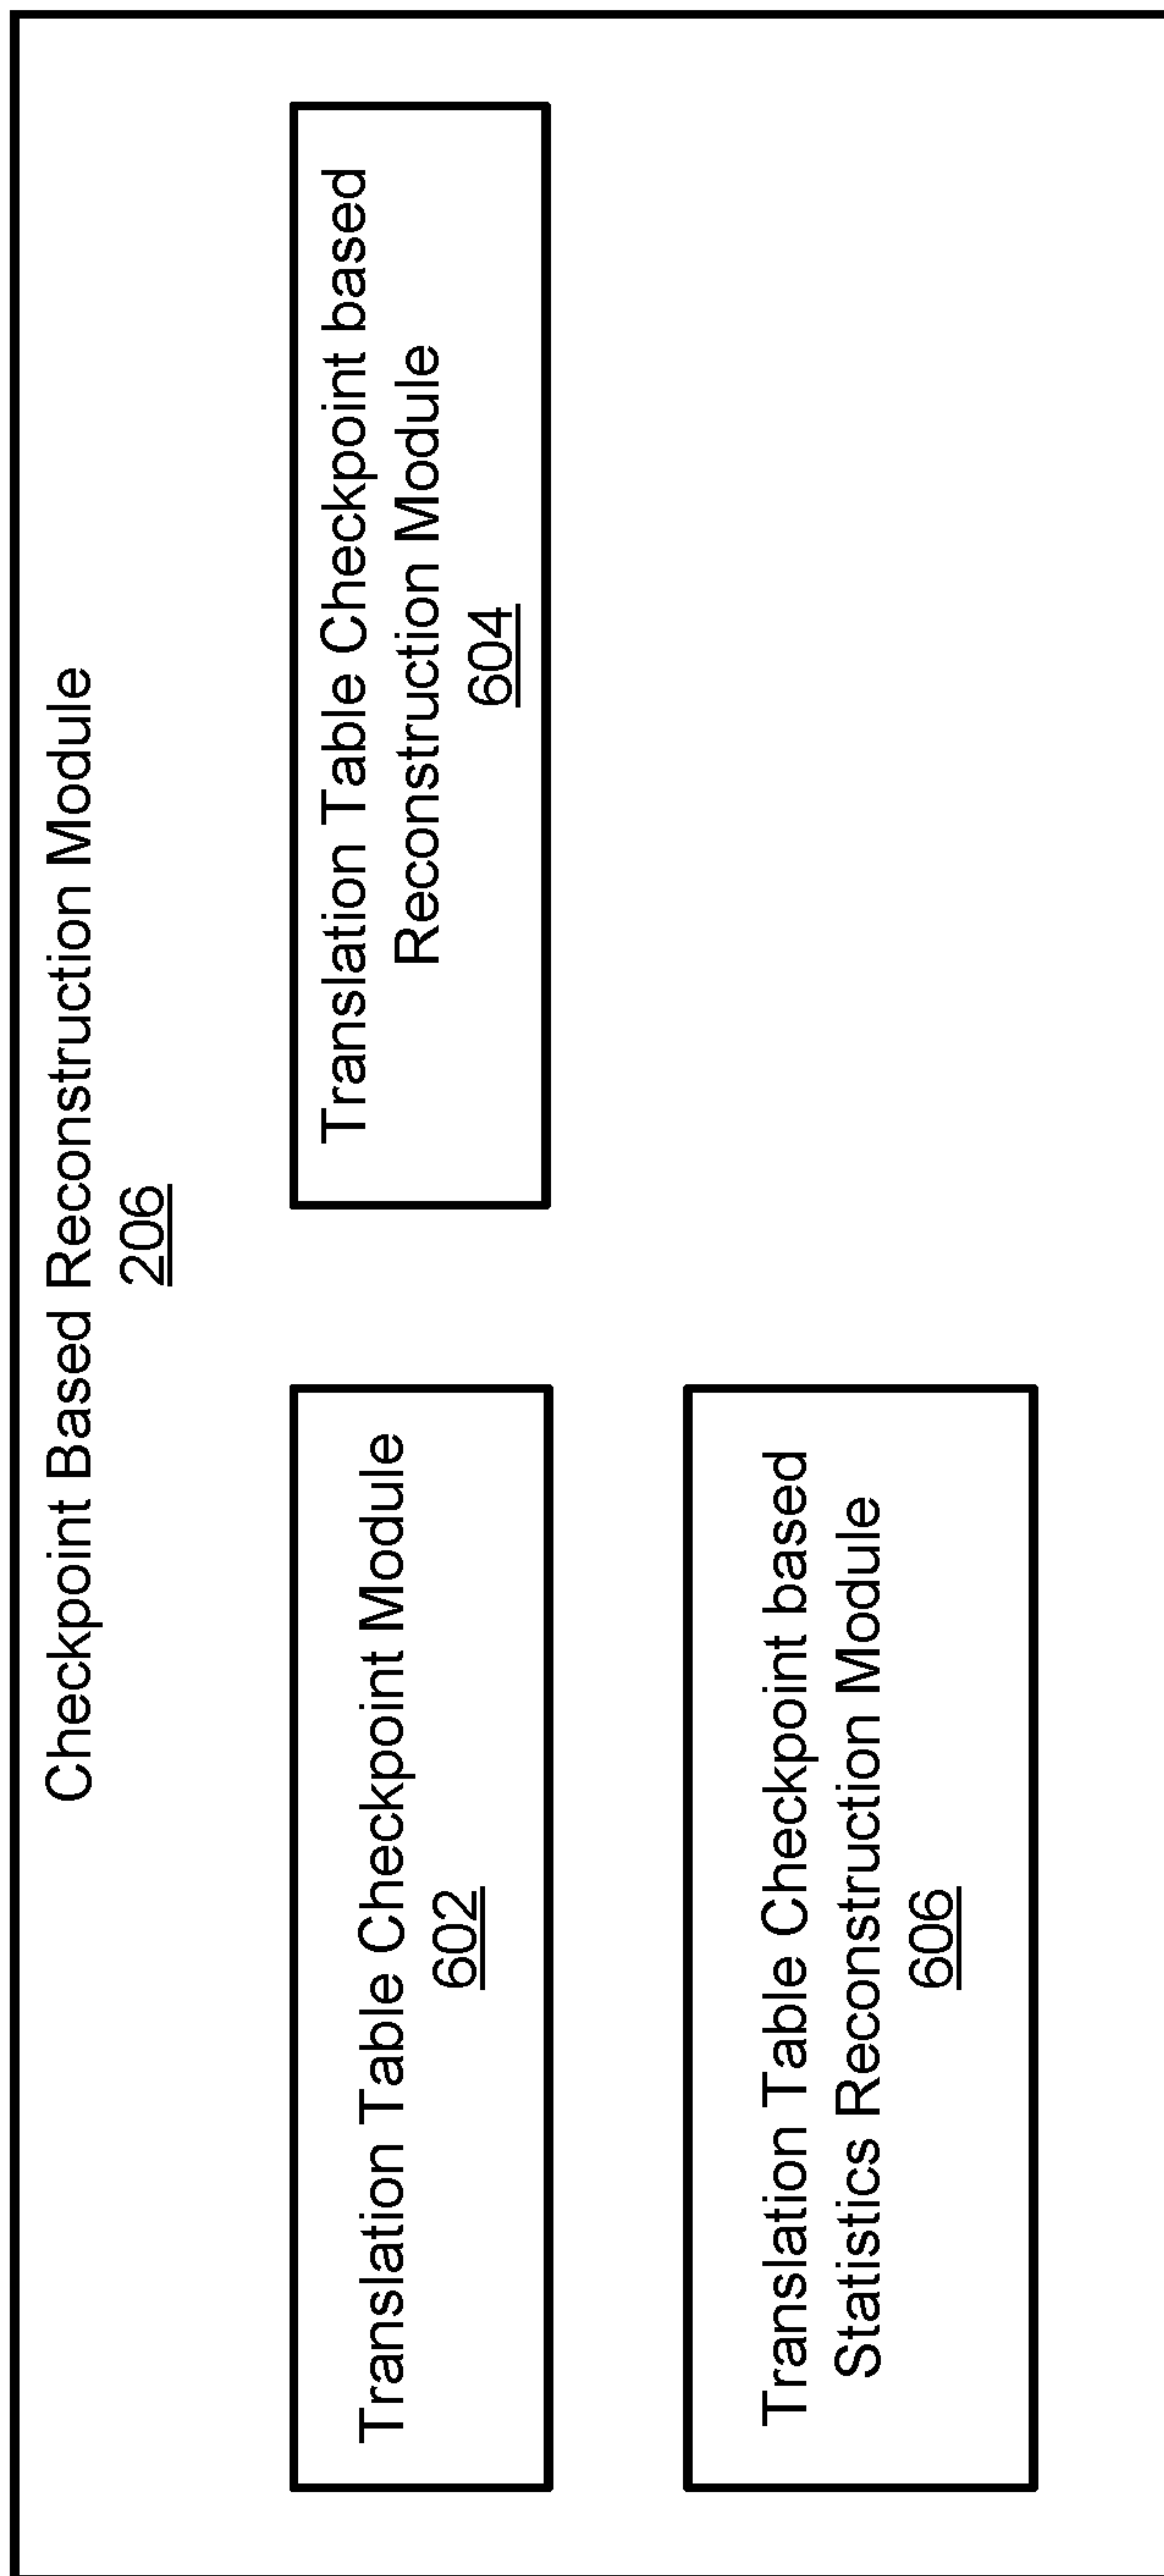 Checkpoint Based Reconstruction Module
206
Translation Table Checkpoint Module
602
Translation Table Checkpoint based
Reconstruction Module
604
Translation Table Checkpoint based
Statistics Reconstruction Module
606